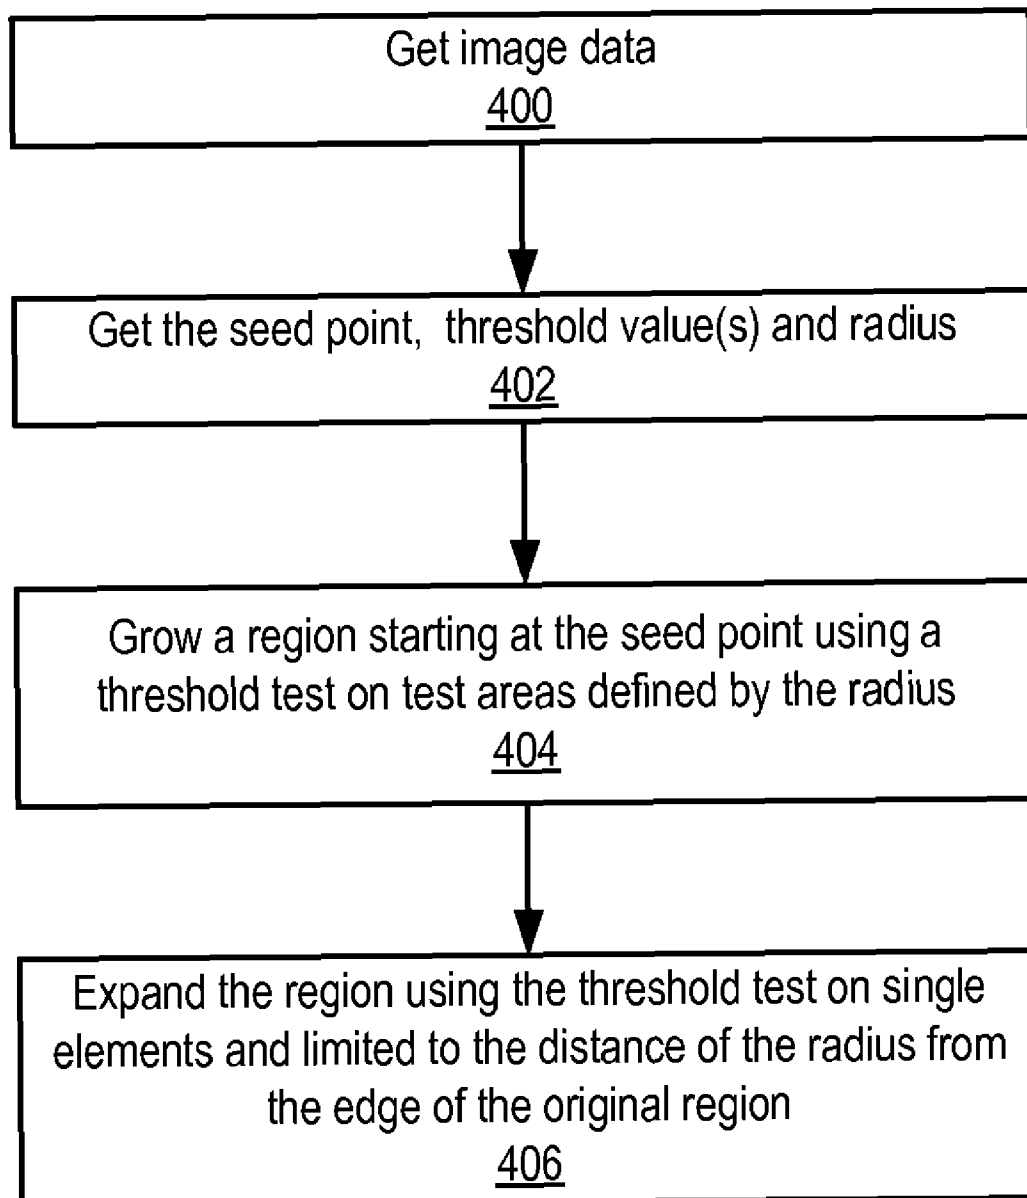 Get image data
400
Get the seed point, threshold value(s) and radius
402
Grow a region starting at the seed point using a
threshold test on test areas defined by the radius
404
Expand the region using the threshold test on single
elements and limited to the distance of the radius from
the edge of the original region
406